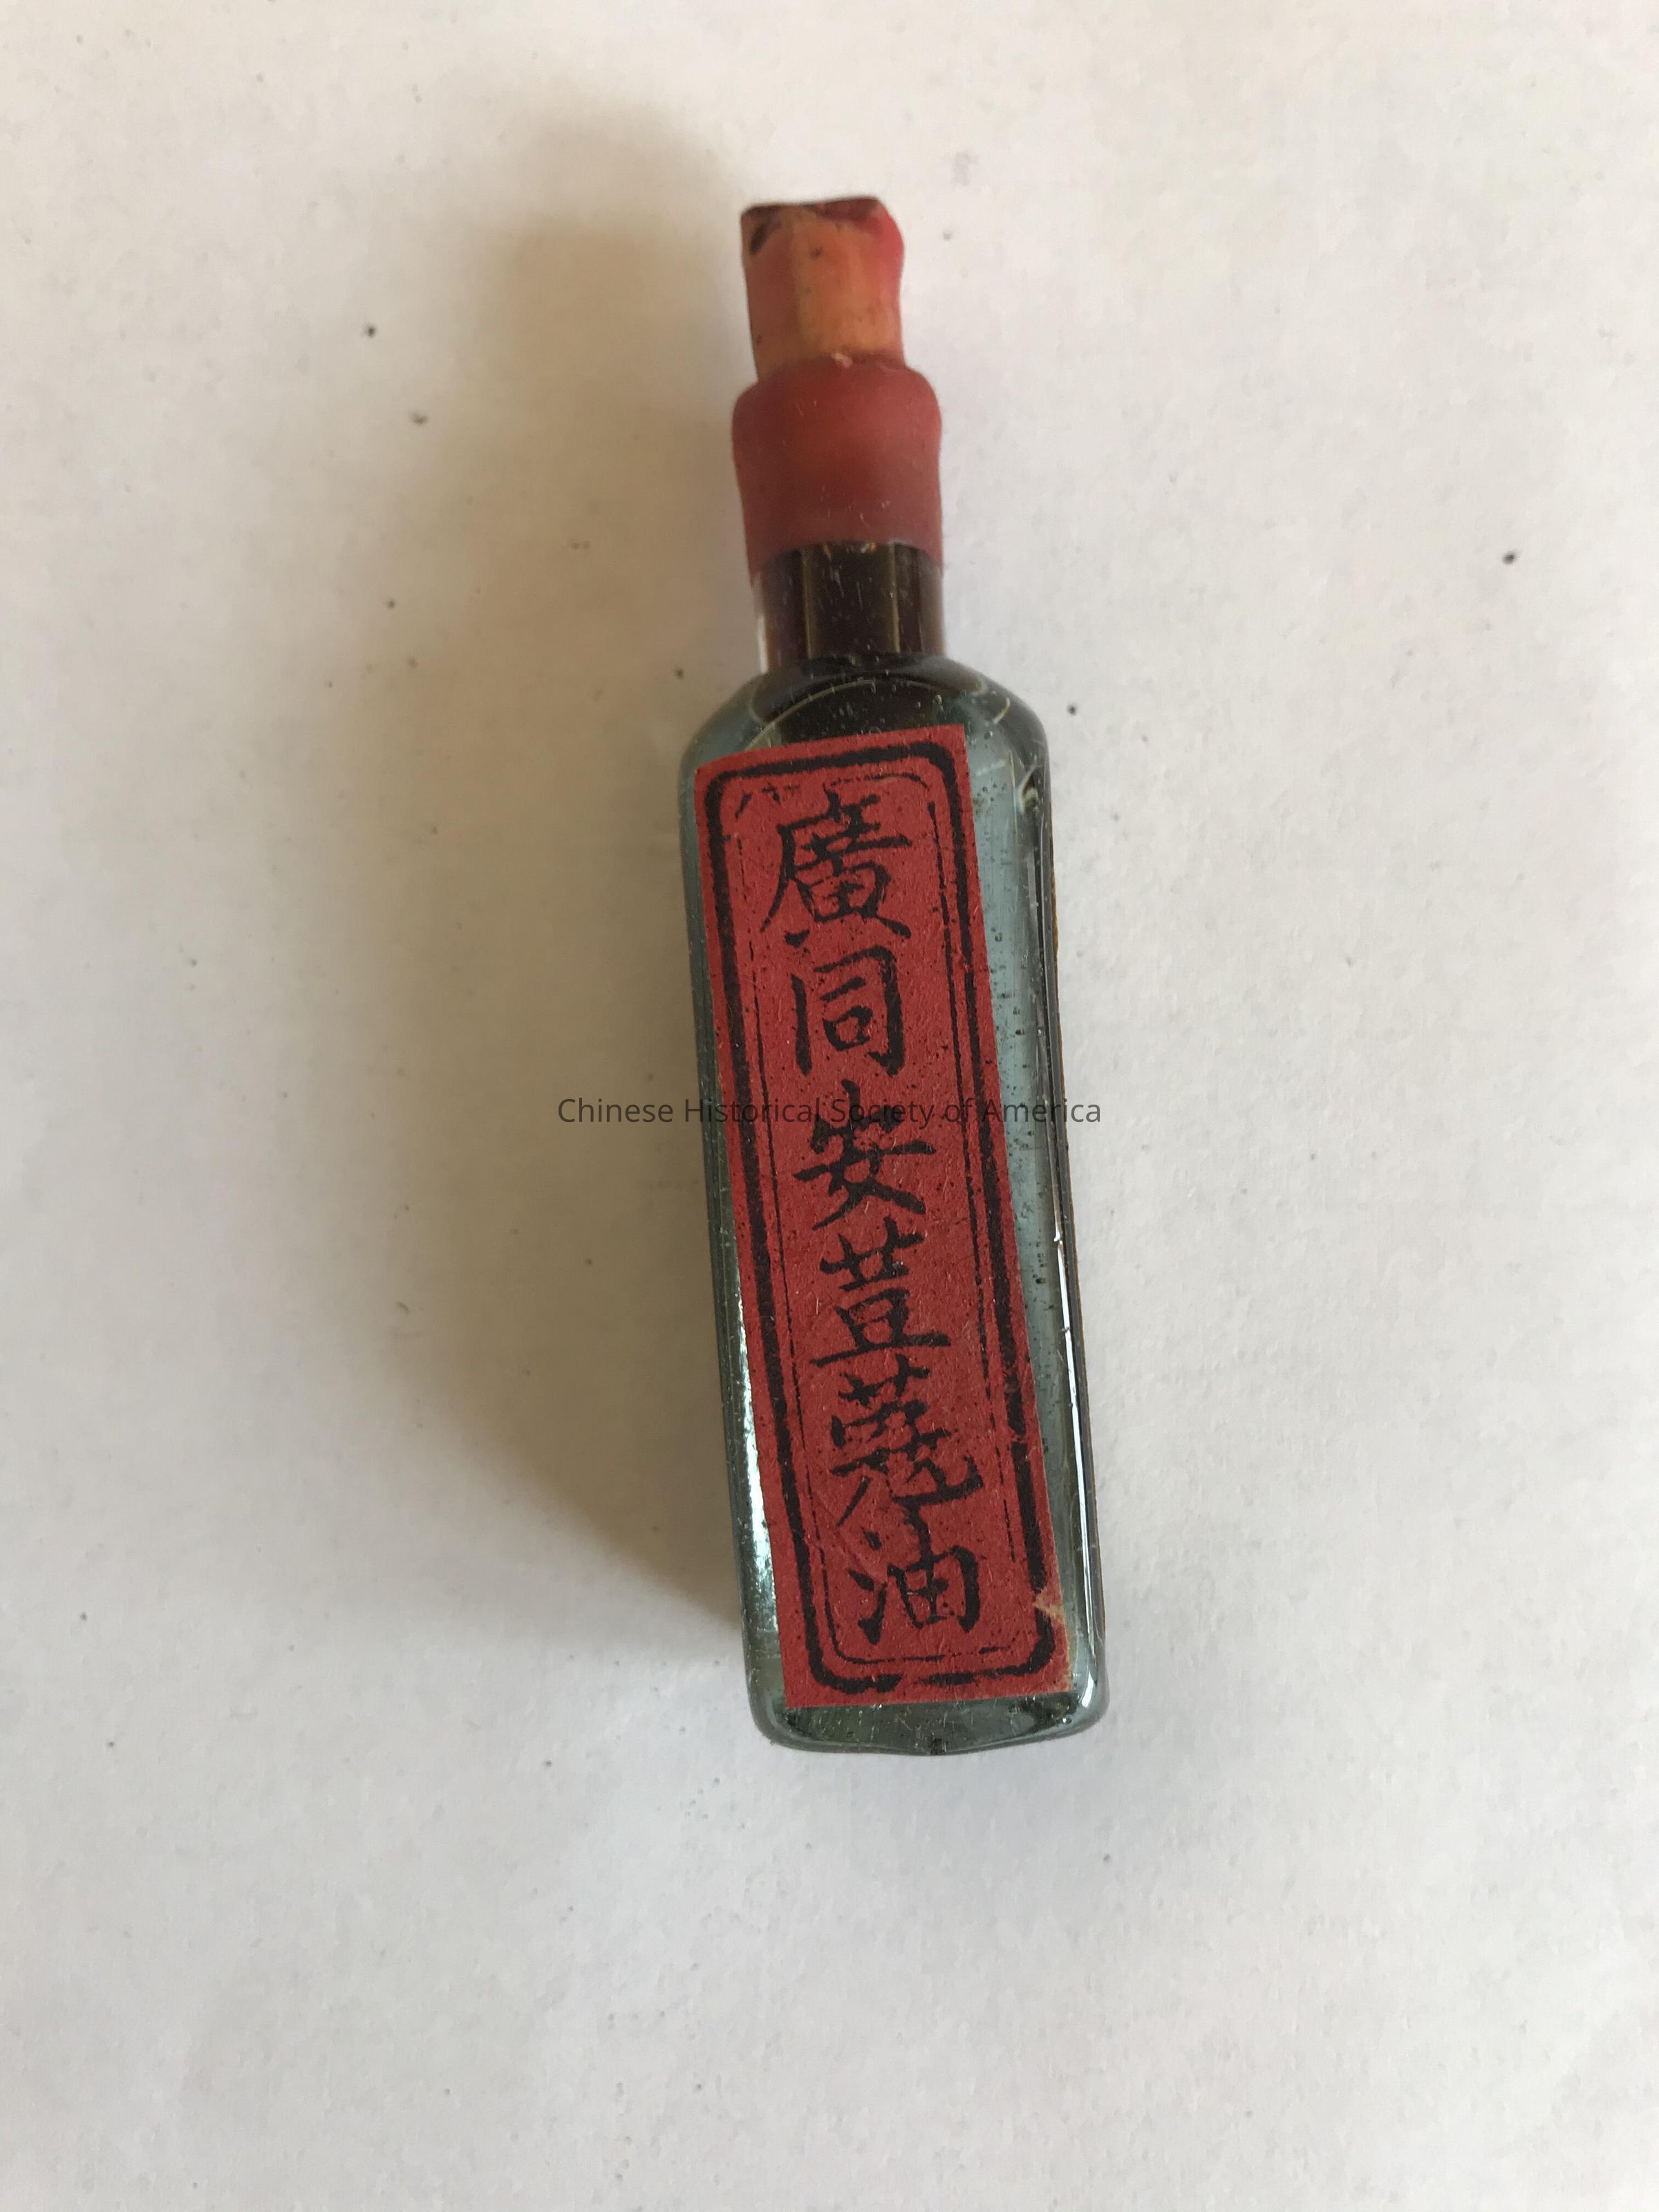 廣同安荳蔻油
Chinese Historical Society of America